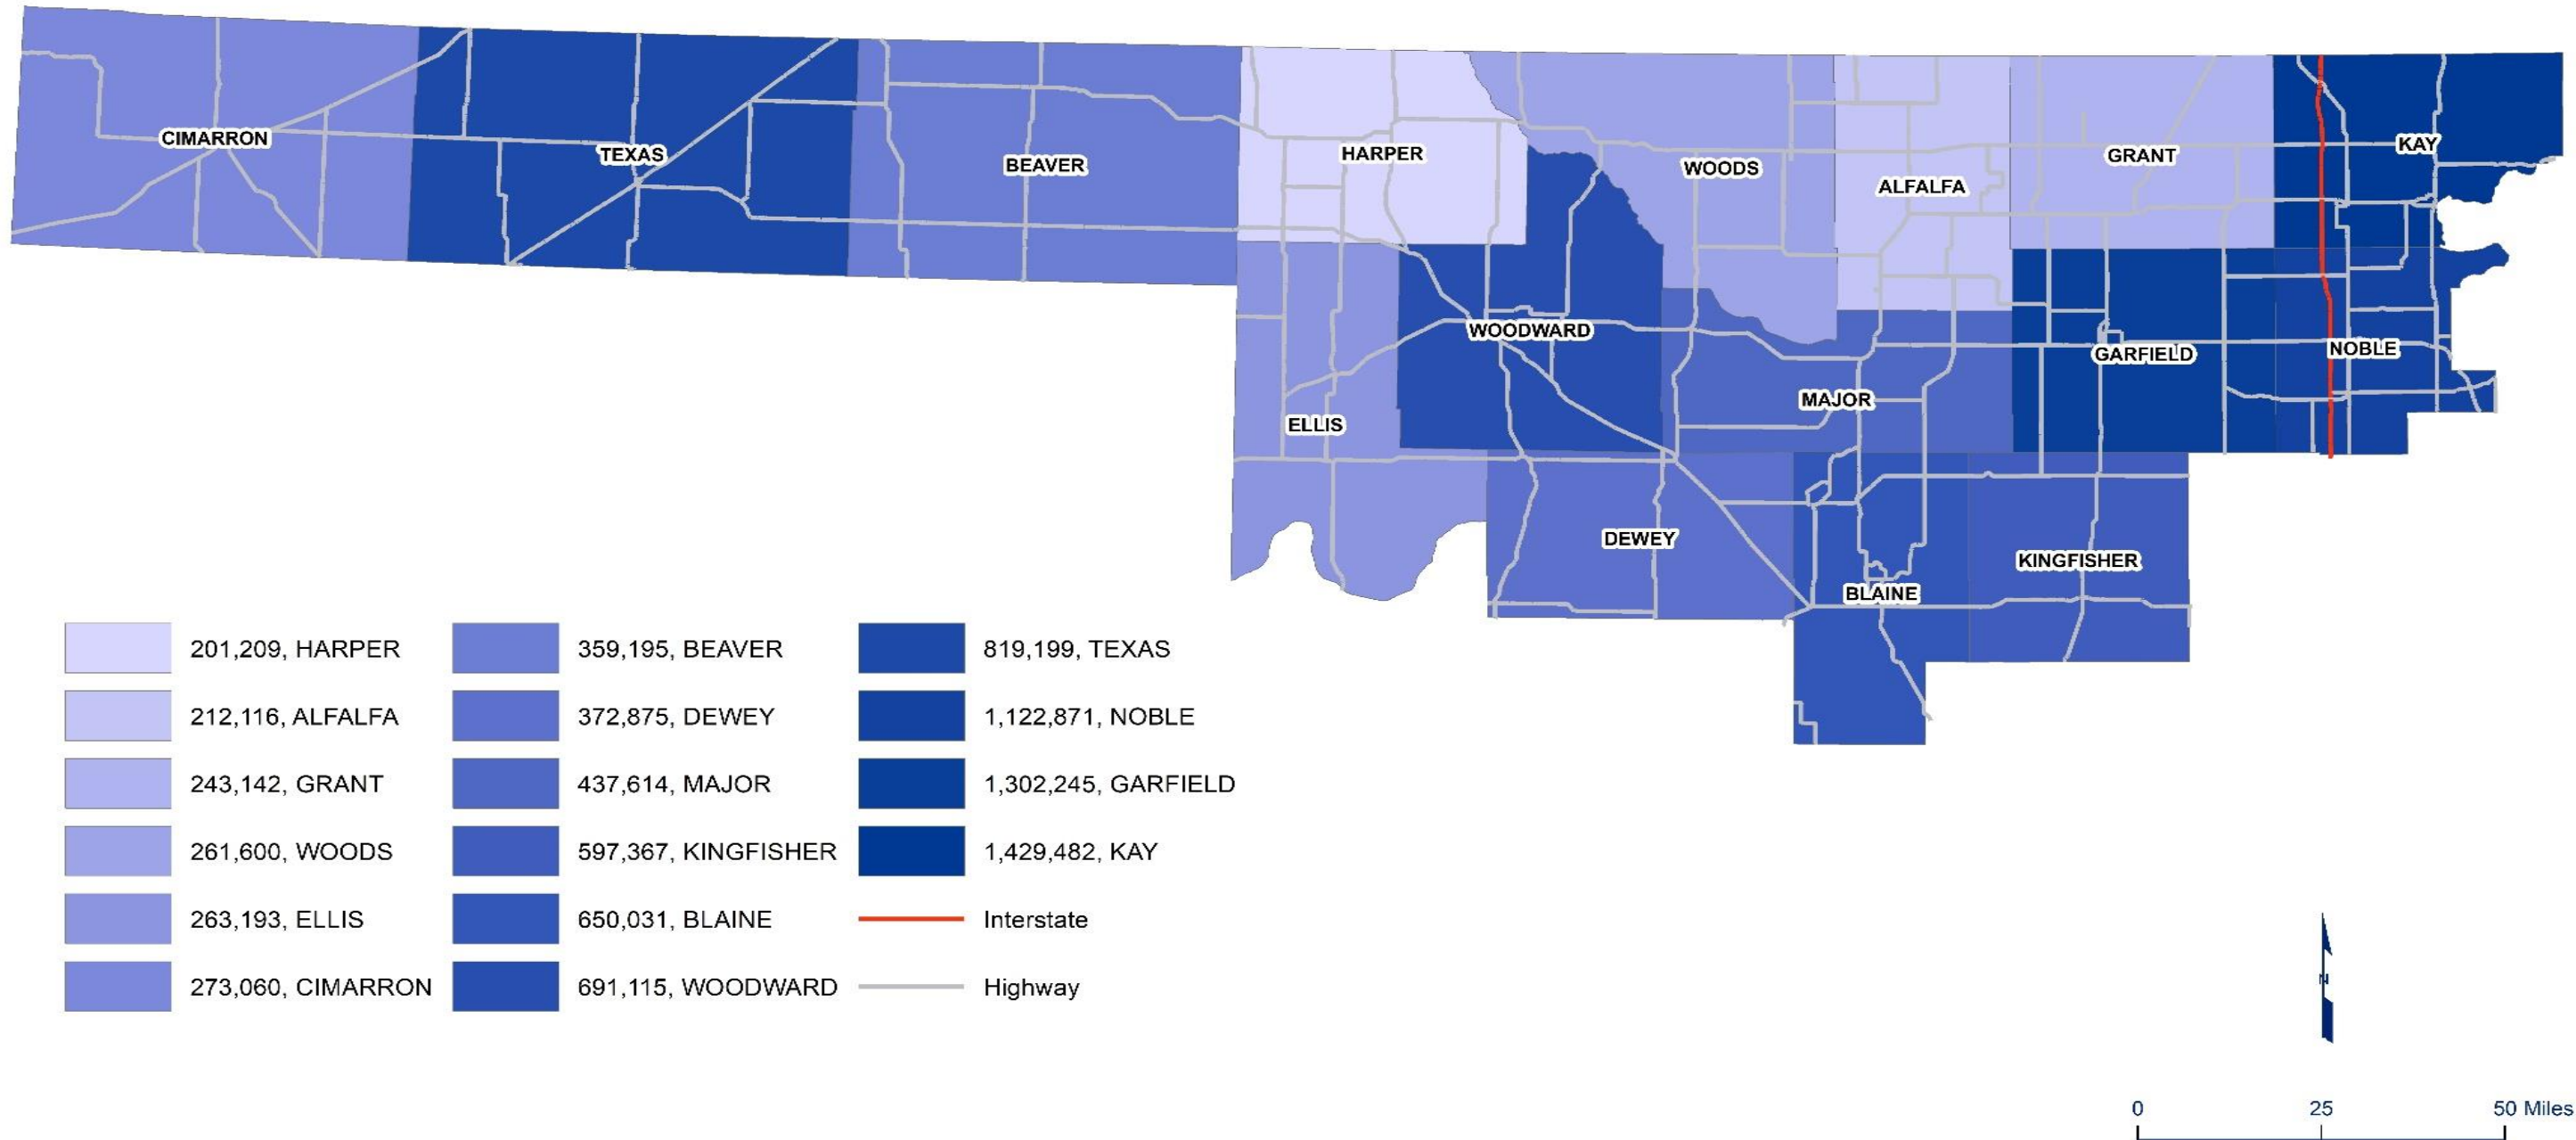 CIMARRON
TEXAS
BEAVER
HARPER
WOODS
ALFALFA
GRANT
KAY
WOODWARD
GARFIELD
NOBLE
MAJOR
ELLIS
DEWEY
KINGFISHER
BLAINE
201,209, HARPER
212,116, ALFALFA
243,142, GRANT
261,600, WOODS
263,193, ELLIS
273,060, CIMARRON
359,195, BEAVER
372,875, DEWEY
437,614, MAJOR
597,367, KINGFISHER
650,031, BLAINE
691,115, WOODWARD
819,199, TEXAS
1,122,871, NOBLE
1,302,245, GARFIELD
1,429,482, KAY
Interstate
Highway
N
0 25 50 Miles